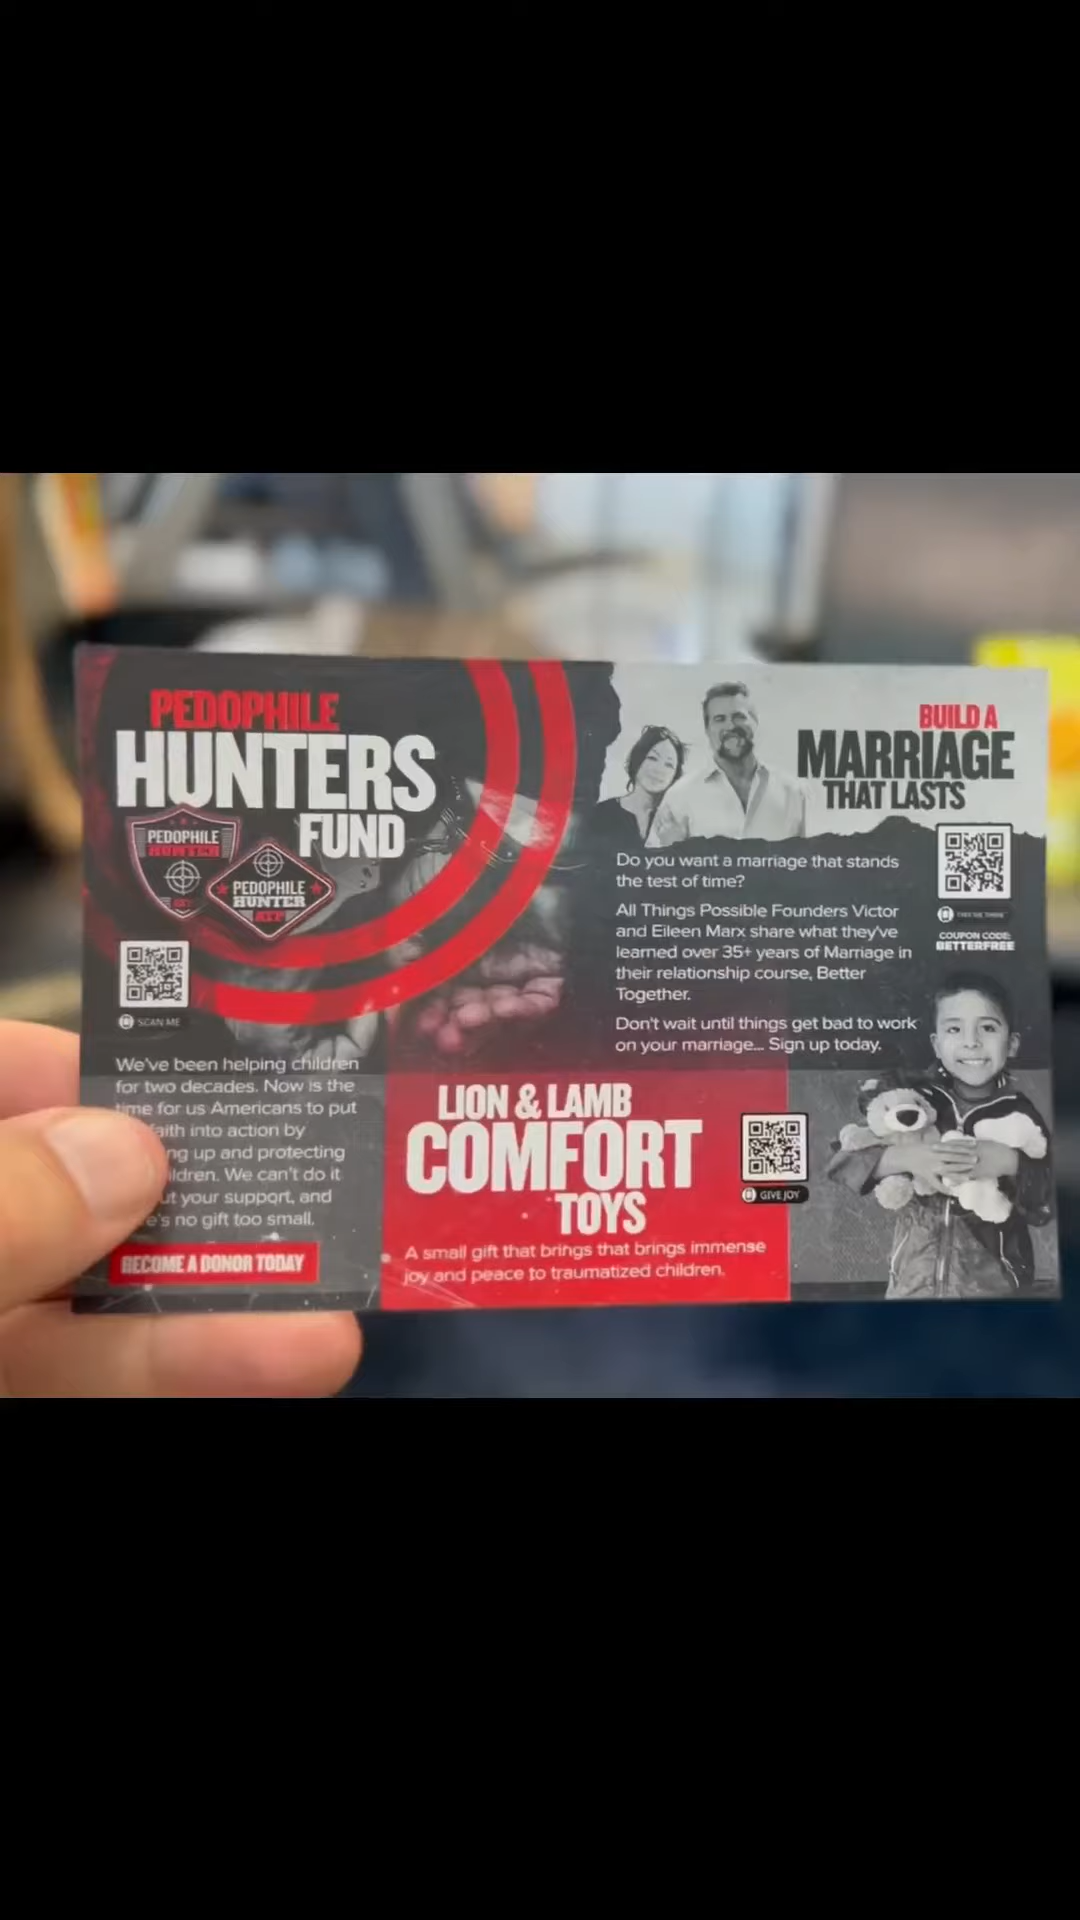 PEDOPHILE
HUNTERS
FUND
PEDOPHILE
HUNTER
PEDOPHILE
HUNTER
ATP
SCAN ME
We've been helping children
for two decades. Now is the
time for us Americans to put
faith into action by
up and protecting
We can't do it
your support, and
no gift too small.
BECOME A DONOR TODAY
BUILD A
MARRIAGE
THAT LASTS
Do you want a marriage that stands
the test of time?
All Things Possible Founders Victor
and Eileen Marx share what they've
learned over 35+ years of Marriage in
their relationship course, Better
Together.
Don't wait until things get bad to work
on your marriage... Sign up today.
COUPON CODE:
BETTERFREE
LION & LAMB
COMFORT
TOYS
A small gift that brings that brings immense
joy and peace to traumatized children.
GIVE JOY